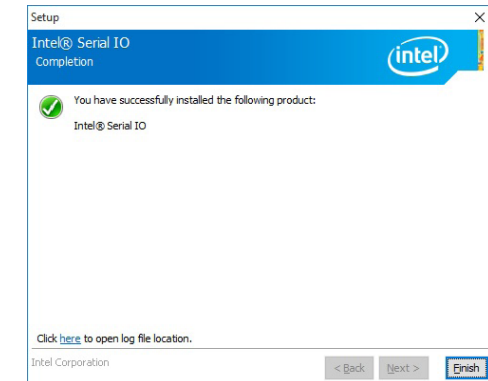 Setup
Intel® Serial IO
Completion
intel
You have successfully installed the following product:
Intel® Serial IO
Click here to open log file location.
Intel Corporation
< Back Next > Finish